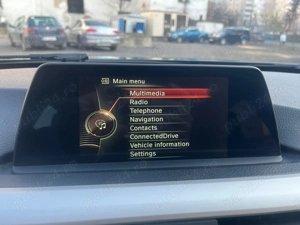 Main menu
Multimedia
Radio
Telephone
Navigation
Contacts
ConnectedDrive
Vehicle information
Settings